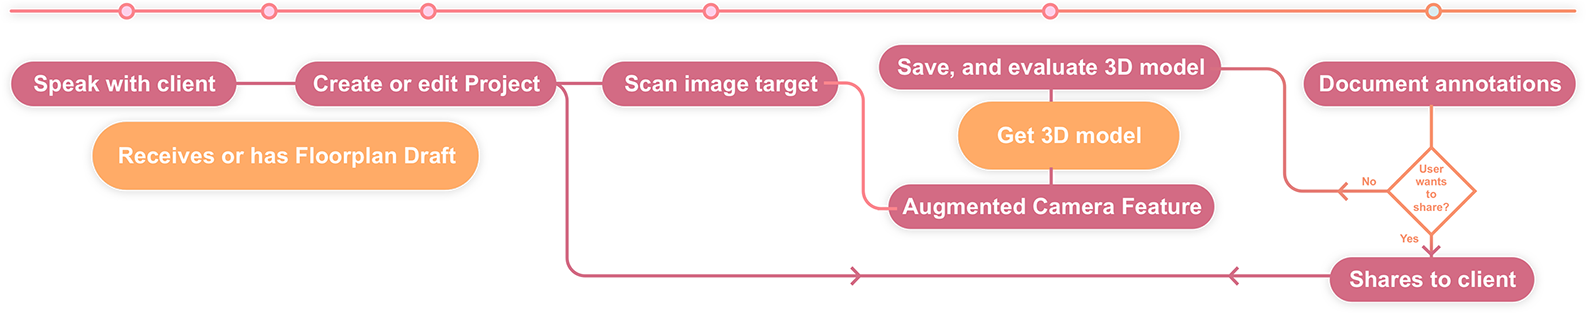 Speak with client
Create or edit Project
Receives or has Floorplan Draft
Scan image target
Save, and evaluate 3D model
Get 3D model
Augmented Camera Feature
Document annotations
User
wants
to
share?
No
Yes
Shares to client